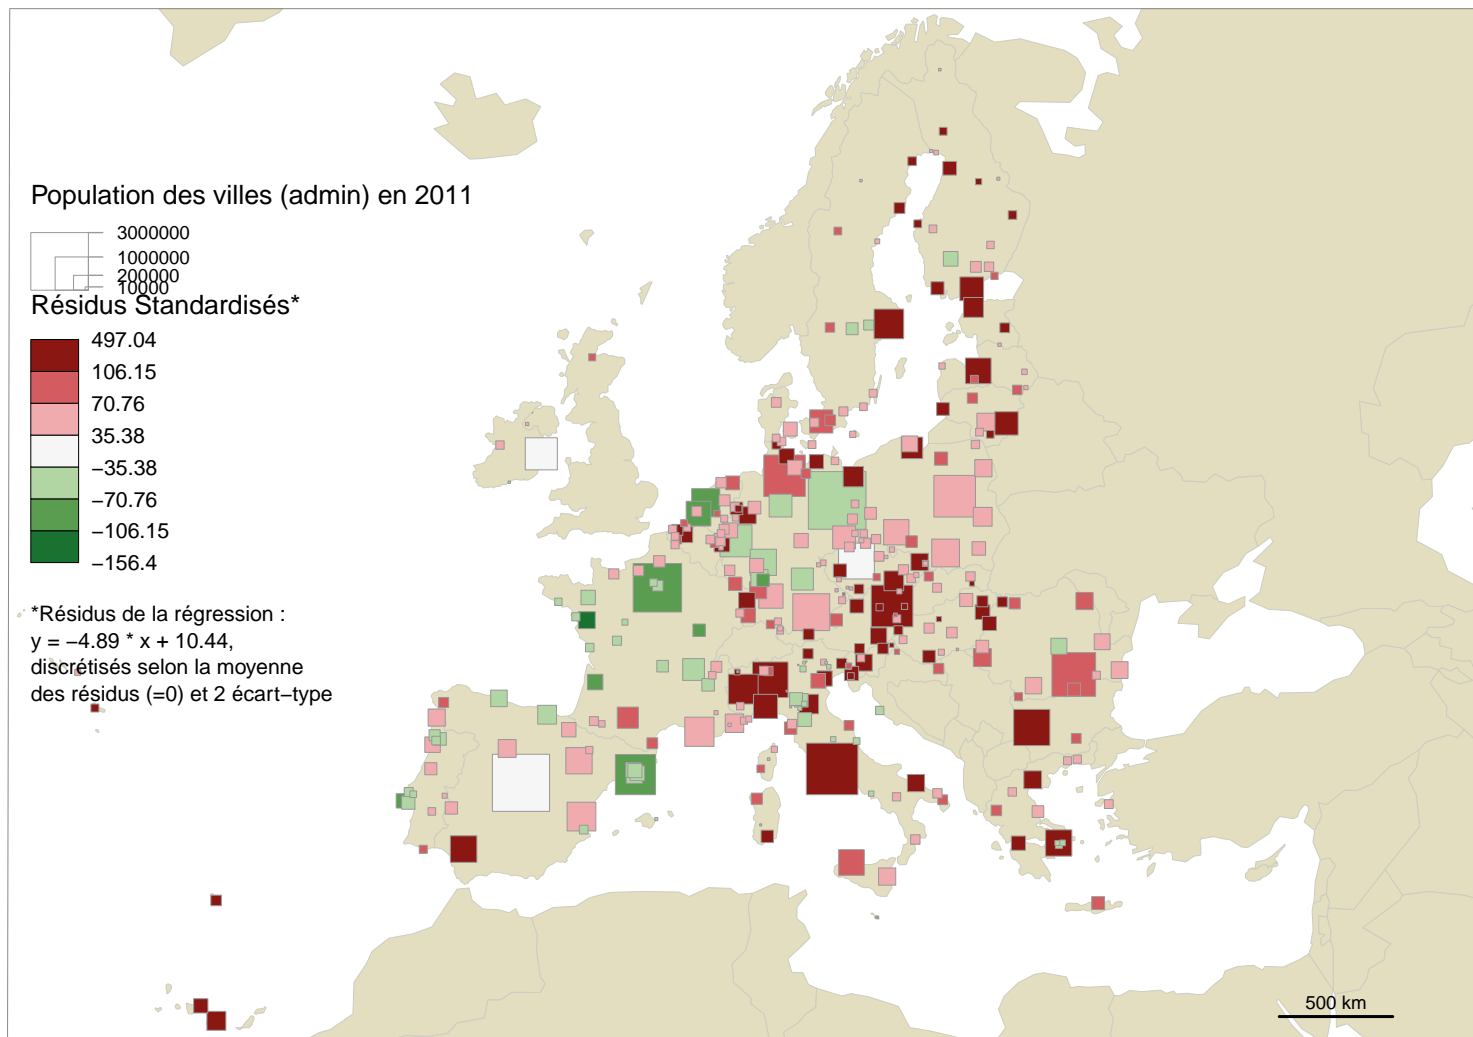 Population des villes (admin) en 2011
3000000
1000000
200000
10000
Résidus Standardisés*
497.04
106.15
70.76
35.38
−35.38
−70.76
−106.15
−156.4
*Résidus de la régression :
y = −4.89 * x + 10.44,
discrétisés selon la moyenne
des résidus (=0) et 2 écart−type
500 km